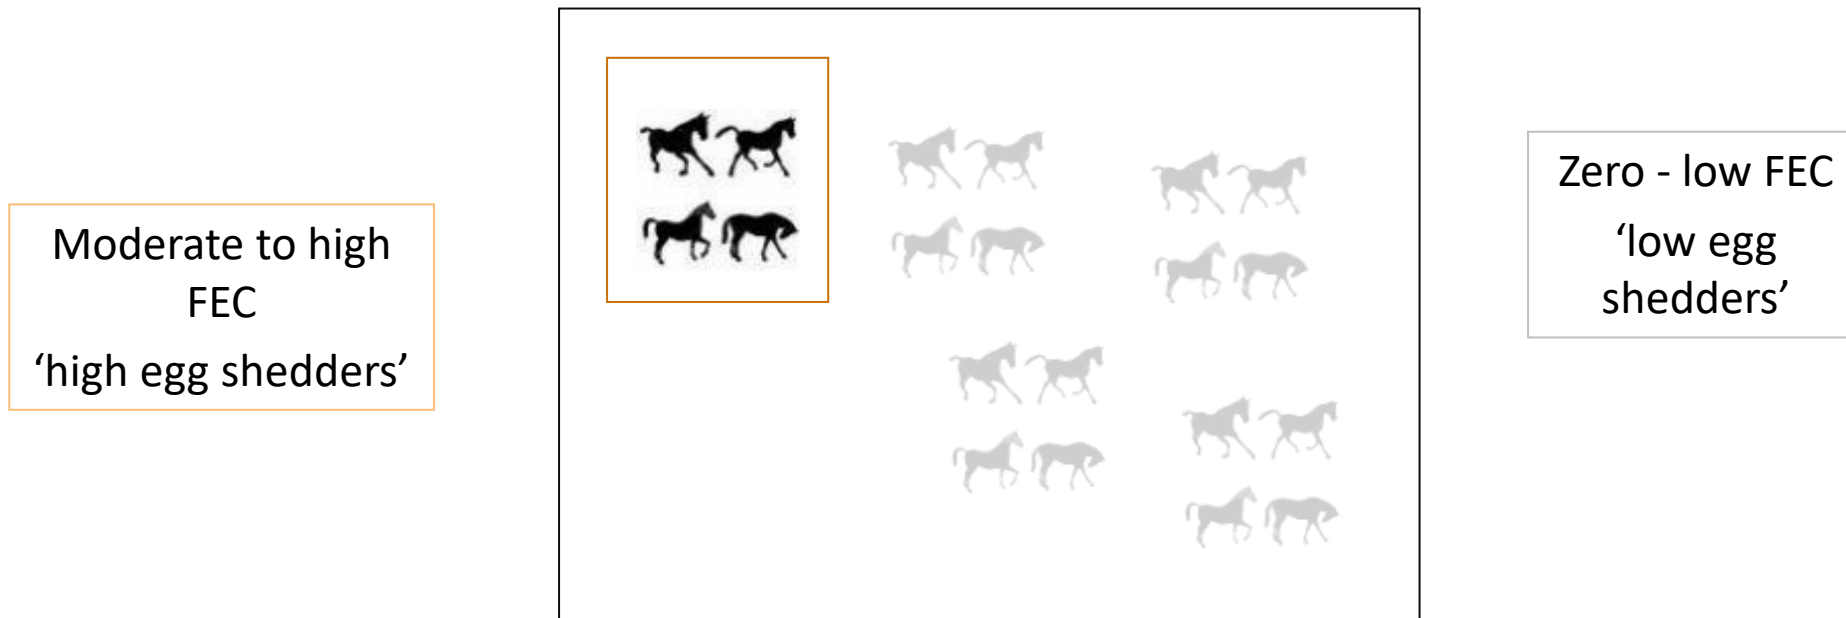 Moderate to high
FEC
‘high egg shedders’
Zero - low FEC
‘low egg
shedders’